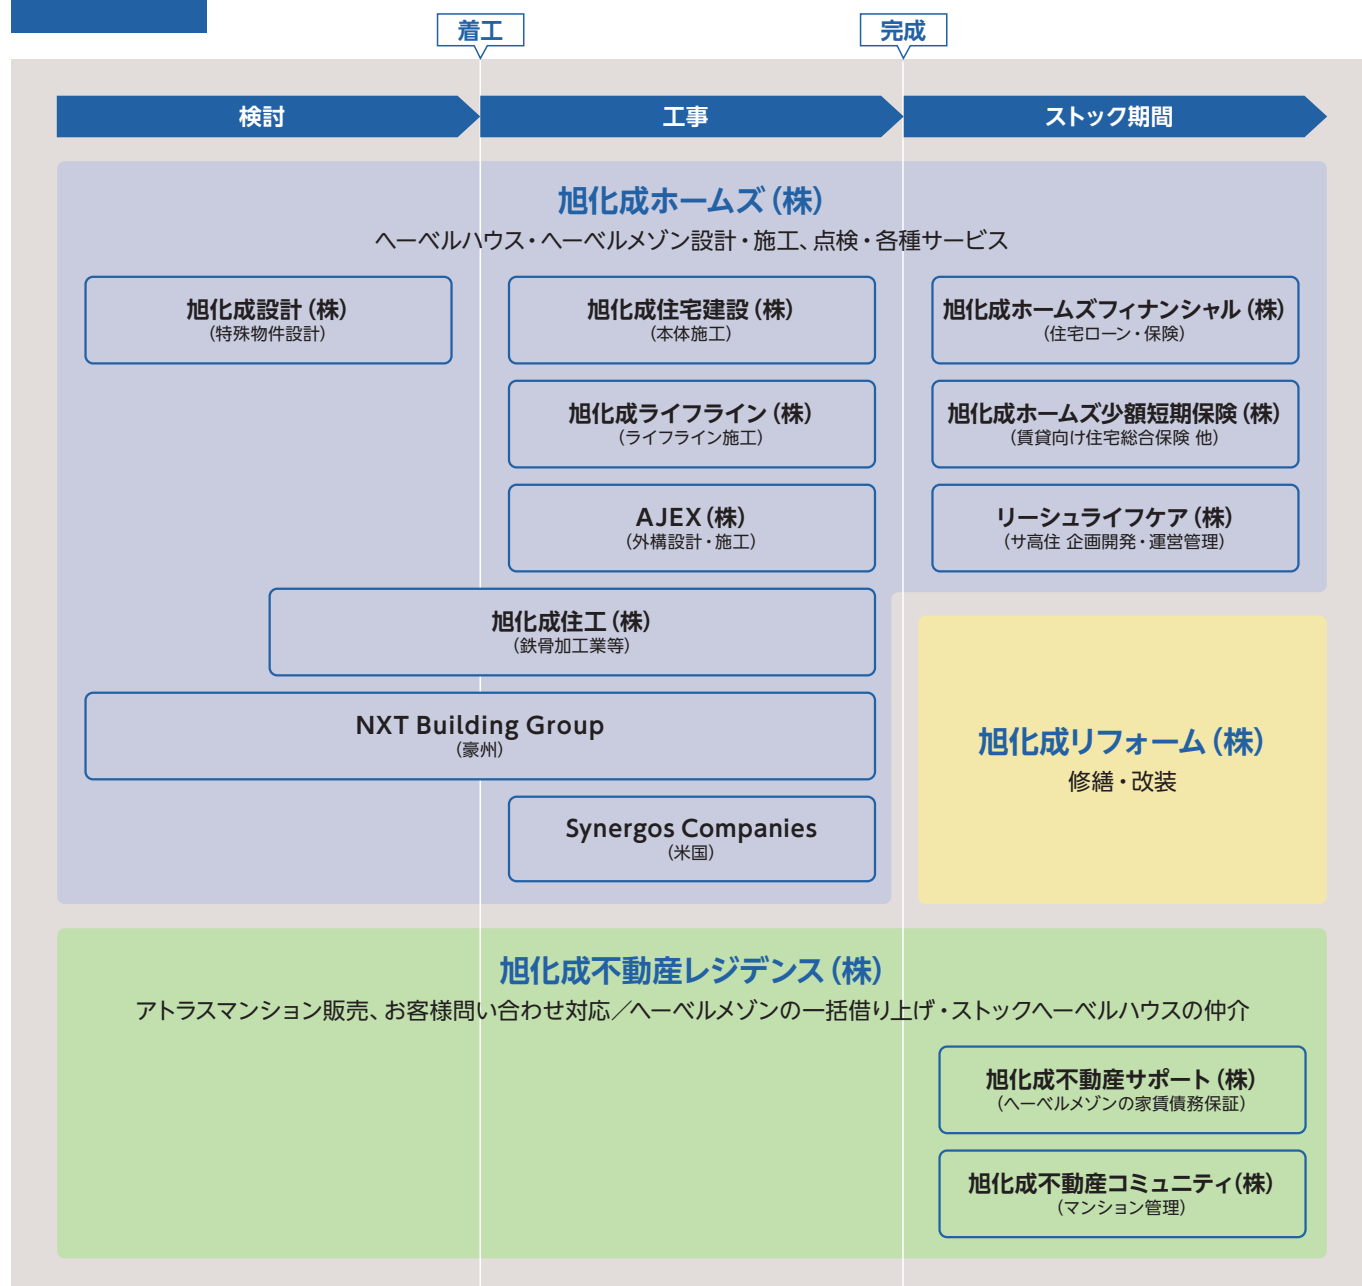 着工
完成
検討
工事
ストック期間
旭化成ホームズ（株）
ヘーベルハウス・ヘーベルメゾン設計・施工、点検・各種サービス
旭化成設計（株）
（特殊物件設計）
旭化成住宅建設（株）
（本体施工）
旭化成ホームズフィナンシャル（株）
（住宅ローン・保険）
旭化成ライフライン（株）
（ライフライン施工）
旭化成ホームズ少額短期保険（株）
（賃貸向け住宅総合保険 他）
AJEX（株）
（外構設計・施工）
リーシュライフケア（株）
（サ高住 企画開発・運営管理）
旭化成住工（株）
（鉄骨加工業等）
NXT Building Group
（豪州）
Synergos Companies
（米国）
旭化成リフォーム（株）
修繕・改装
旭化成不動産レジデンス（株）
アトラスマンション販売、お客様問い合わせ対応／ヘーベルメゾンの一括借り上げ・ストックヘーベルハウスの仲介
旭化成不動産サポート（株）
（ヘーベルメゾンの家賃債務保証）
旭化成不動産コミュニティ（株）
（マンション管理）